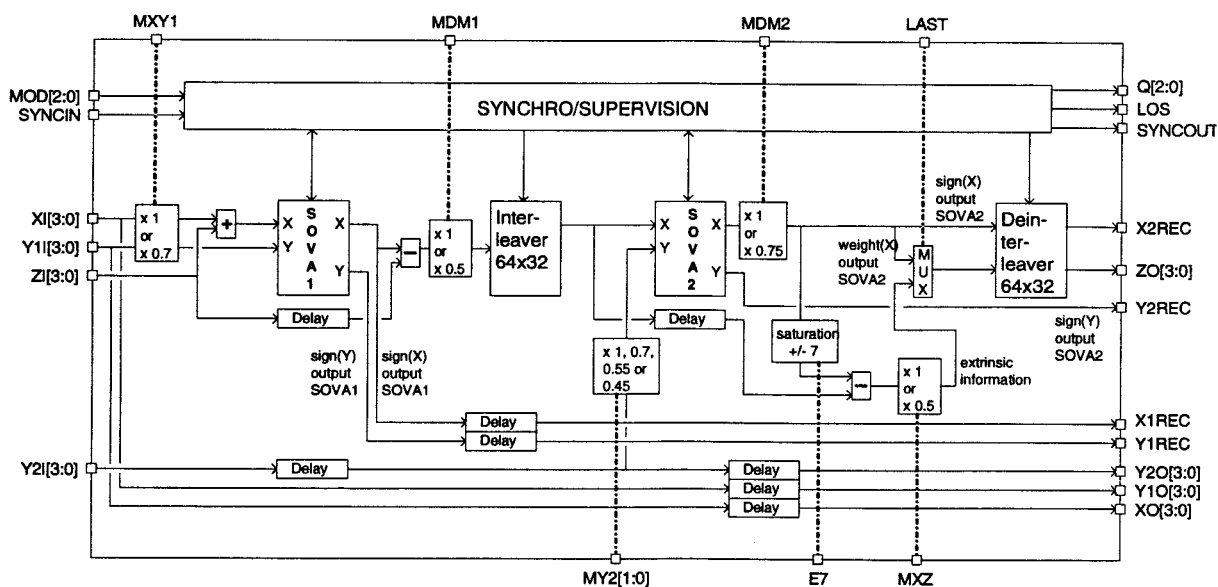 MXY1
MDM1
MDM2
LAST
MOD[2:0]
SYNCIN
SYNCHRO/SUPERVISION
Q[2:0]
LOS
SYNCOUT
XI[3:0]
Y1I[3:0]
ZI[3:0]
x 1
or
x 0.7
+
X
Y
SOVA1
X
Y
—
x 1
or
x 0.5
Inter-
leaver
64x32
X
Y
SOVA2
X
Y
x 1
or
x 0.75
sign(X)
output
SOVA2
weight(X)
output
SOVA2
MUX
Dein-
ter-
leaver
64x32
X2REC
ZO[3:0]
Y2REC
Delay
Delay
saturation
+/- 7
sign(Y)
output
SOVA2
sign(Y)
output
SOVA1
sign(X)
output
SOVA1
x 1, 0.7,
0.55 or
0.45
—
x 1
or
x 0.5
extrinsic
information
Delay
Delay
X1REC
Y1REC
Y2I[3:0]
Delay
Delay
Delay
Delay
Y2O[3:0]
Y1O[3:0]
XO[3:0]
MY2[1:0]
E7
MXZ